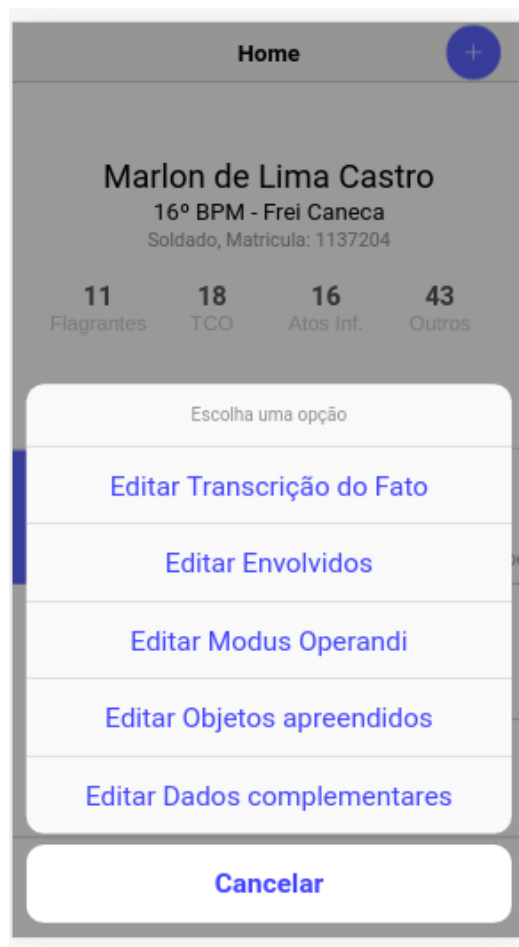 Home
+
Marlon de Lima Castro
16º BPM - Frei Caneca
Soldado, Matricula: 1137204
11 18 16 43
Flagrantes TCO Atos Inf. Outros
Escolha uma opção
Editar Transcrição do Fato
Editar Envolvidos
Editar Modus Operandi
Editar Objetos apreendidos
Editar Dados complementares
Cancelar